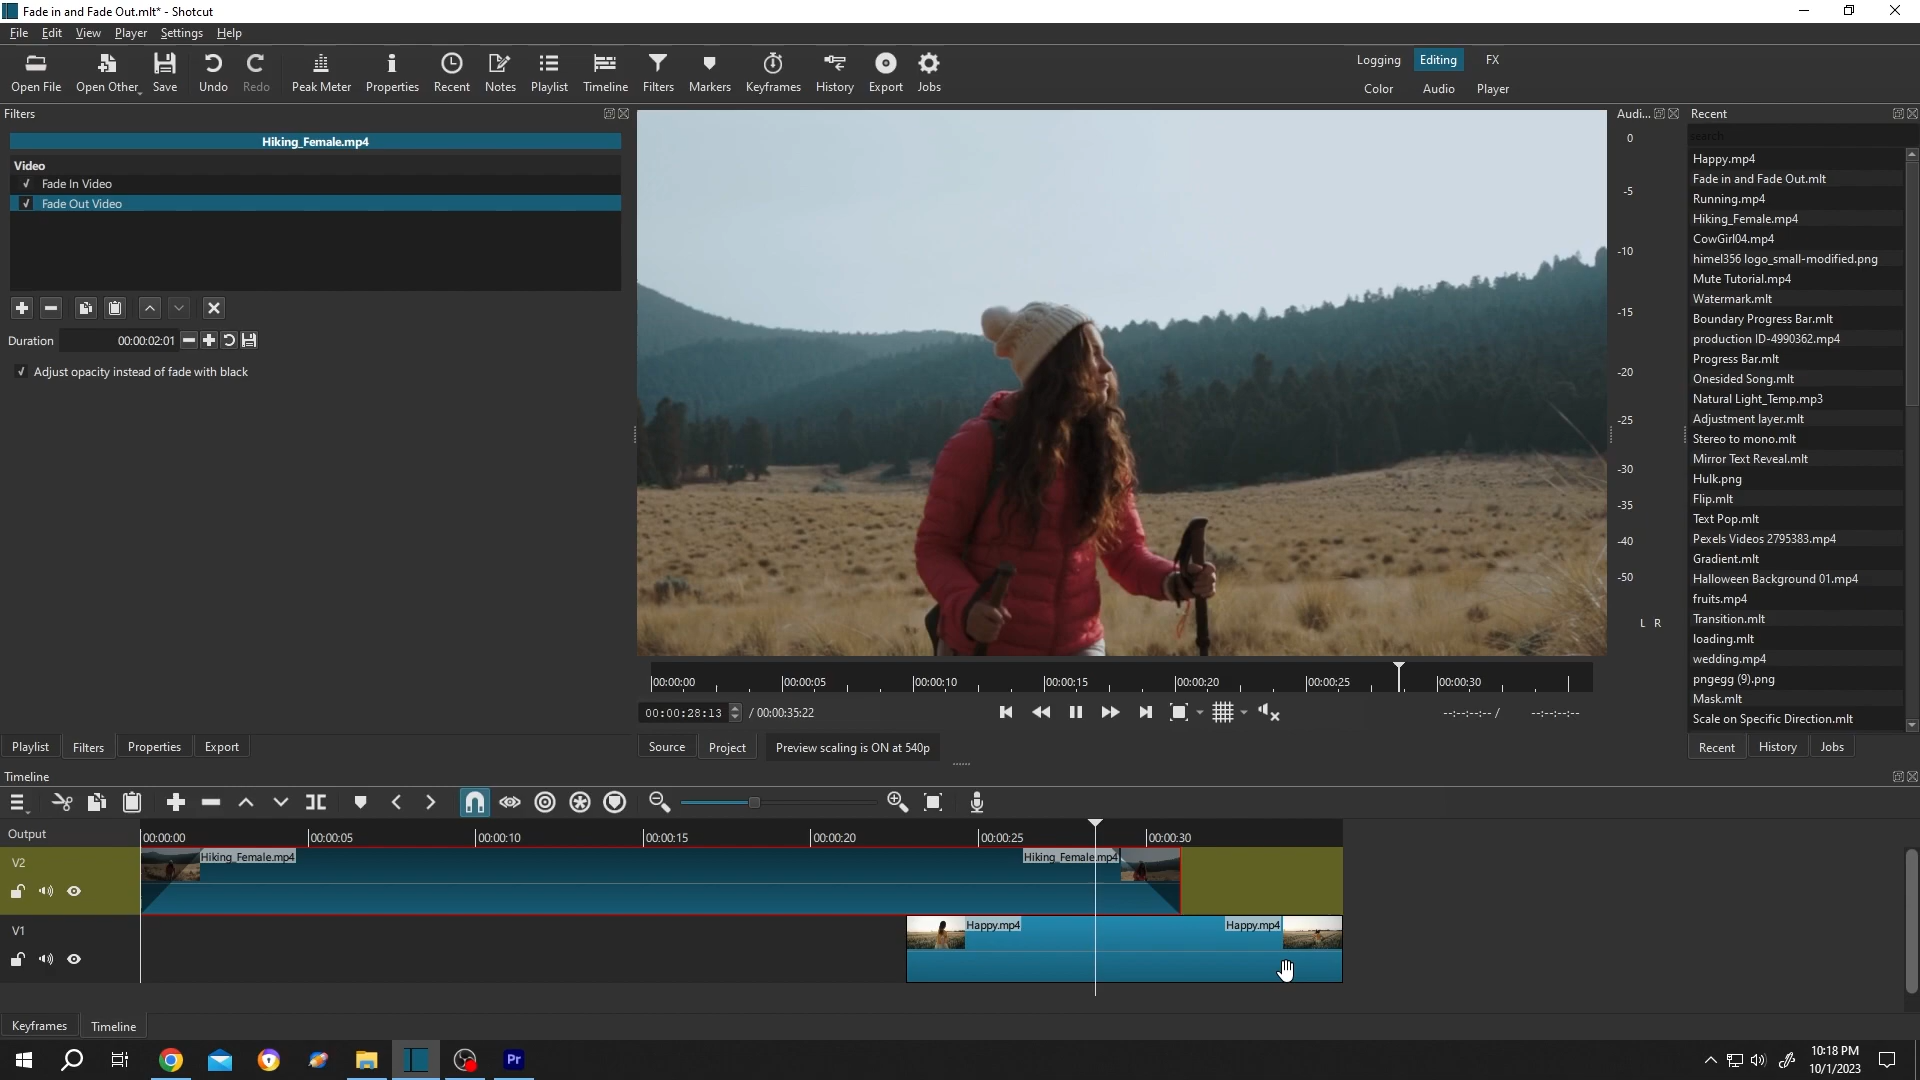 Fade in and Fade Out.mlt* - Shotcut
File Edit View Player Settings Help
Open File Open Other Save Undo Redo Peak Meter Properties Recent Notes Playlist Timeline Filters Markers Keyframes History Export Jobs
Logging Editing FX
Color Audio Player
Filters
Hiking_Female.mp4
Video
✓ Fade In Video
✓ Fade Out Video
Duration 00:00:02:01
✓ Adjust opacity instead of fade with black
Playlist Filters Properties Export
00:00:00 00:00:05 00:00:10 00:00:15 00:00:20 00:00:25 00:00:30
00:00:28:13 / 00:00:35:22
--:--:--:-- / --:--:--:--
Source Project Preview scaling is ON at 540p
Audi...
0
-5
-10
-15
-20
-25
-30
-35
-40
-50
L R
Recent
search
Happy.mp4
Fade in and Fade Out.mlt
Running.mp4
Hiking_Female.mp4
CowGirl04.mp4
himel356 logo_small-modified.png
Mute Tutorial.mp4
Watermark.mlt
Boundary Progress Bar.mlt
production ID-4990362.mp4
Progress Bar.mlt
Onesided Song.mlt
Natural Light_Temp.mp3
Adjustment layer.mlt
Stereo to mono.mlt
Mirror Text Reveal.mlt
Hulk.png
Flip.mlt
Text Pop.mlt
Pexels Videos 2795383.mp4
Gradient.mlt
Halloween Background 01.mp4
fruits.mp4
Transition.mlt
loading.mlt
wedding.mp4
pngegg (9).png
Mask.mlt
Scale on Specific Direction.mlt
Recent History Jobs
Timeline
Output
00:00:00 00:00:05 00:00:10 00:00:15 00:00:20 00:00:25 00:00:30
V2
Hiking_Female.mp4 Hiking_Female.mp4
V1
Happy.mp4 Happy.mp4
Keyframes Timeline
Pr
10:18 PM
10/1/2023